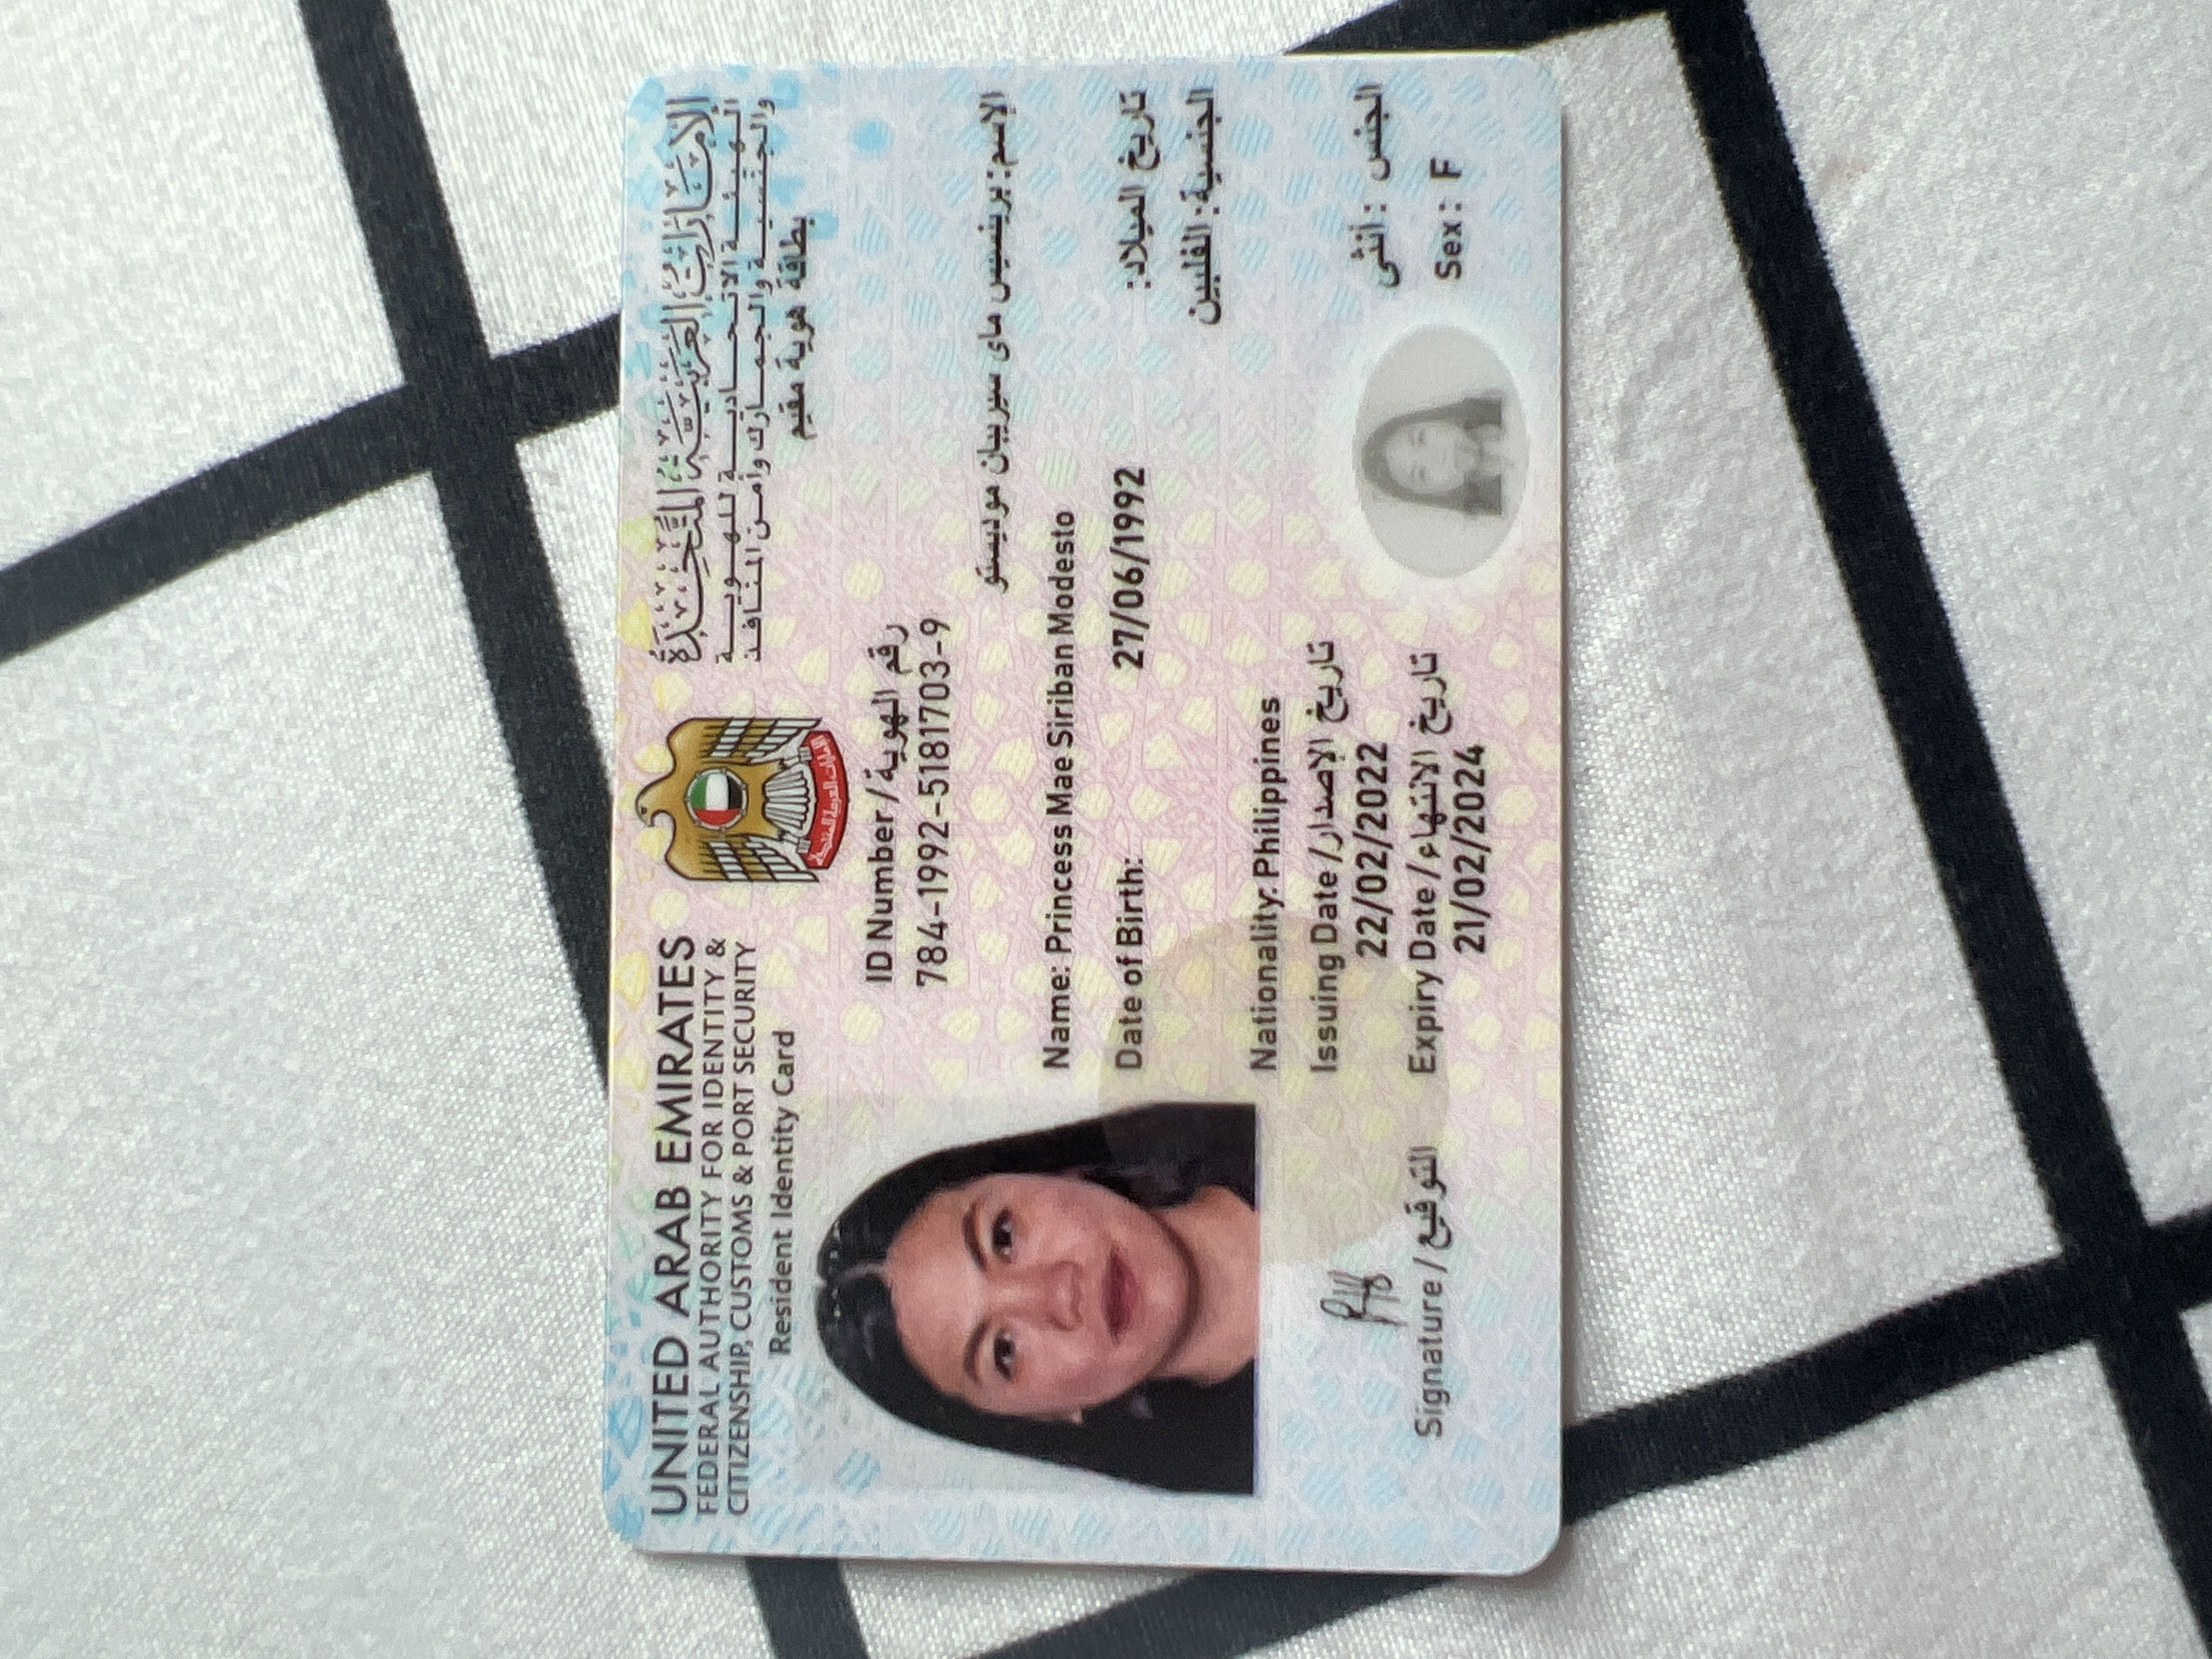 UNITED ARAB EMIRATES
FEDERAL AUTHORITY FOR IDENTITY &
CITIZENSHIP, CUSTOMS & PORT SECURITY
Resident Identity Card
الإمارات العربية المتحدة
الهيئة الاتحادية للهوية
والجنسية والجمارك وأمن المنافذ
بطاقة هوية مقيم
الإمارات العربية المتحدة
ID Number / رقم الهوية
784-1992-5181703-9
الإسم: برينسيس ماى سيريبان موديستو
Name: Princess Mae Siriban Modesto
Date of Birth: 27/06/1992 تاريخ الميلاد:
الجنسية: الفلبين
Nationality: Philippines
Issuing Date / تاريخ الإصدار
22/02/2022
Expiry Date / تاريخ الانتهاء
21/02/2024
الجنس : أنثى
Sex : F
Signature / التوقيع